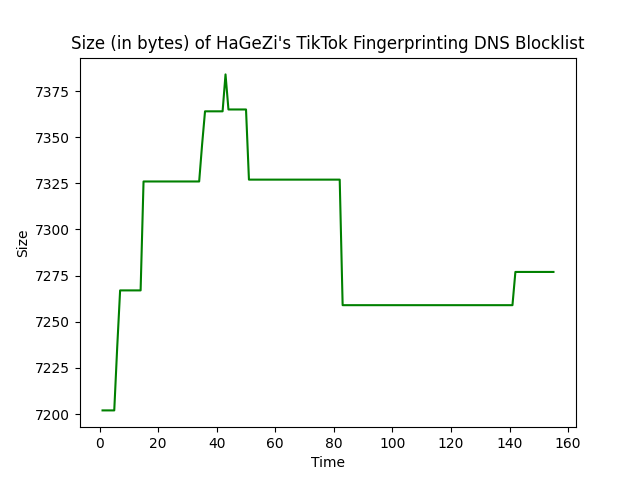 Size (in bytes) of HaGeZi's TikTok Fingerprinting DNS Blocklist
7375
7350
7325
7300
7275
7250
7225
7200
Size
0 20 40 60 80 100 120 140 160
Time